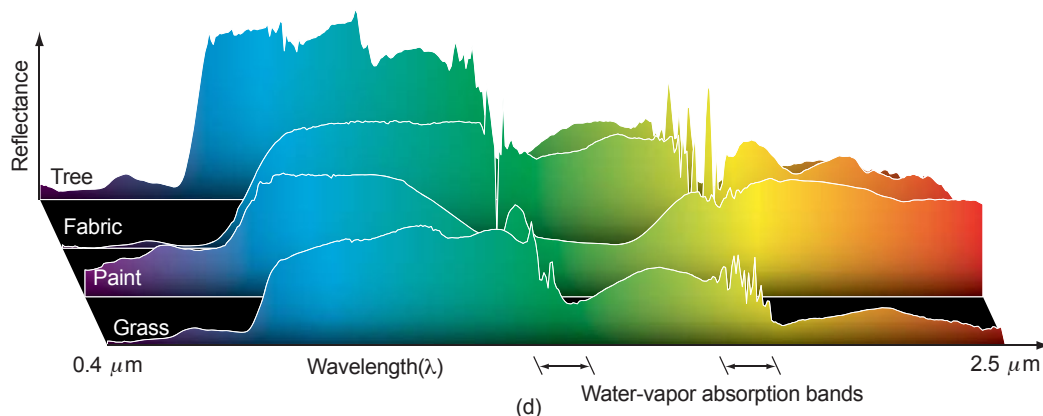 Reflectance
Tree
Fabric
Paint
Grass
0.4 μm
Wavelength(λ)
2.5 μm
Water-vapor absorption bands
(d)